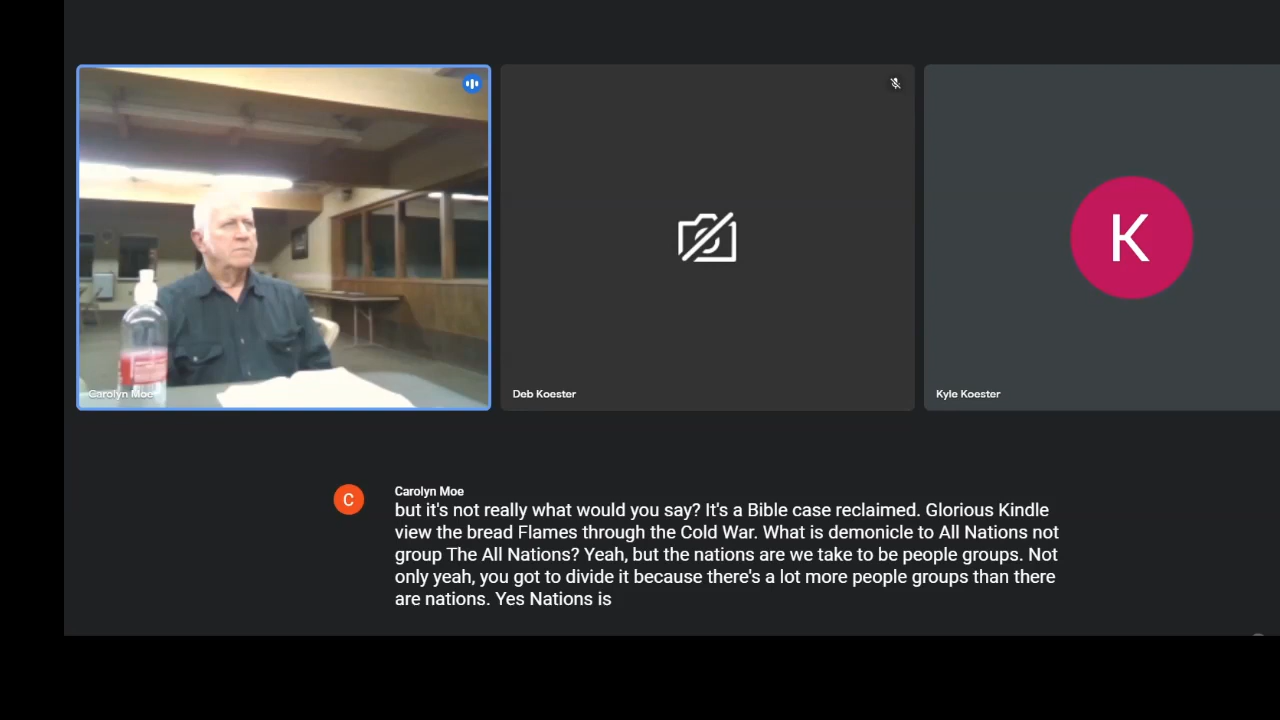 Carolyn Moe
Deb Koester
K
Kyle Koester
C
Carolyn Moe
but it's not really what would you say? It's a Bible case reclaimed. Glorious Kindle
view the bread Flames through the Cold War. What is demonicle to All Nations not
group The All Nations? Yeah, but the nations are we take to be people groups. Not
only yeah, you got to divide it because there's a lot more people groups than there
are nations. Yes Nations is